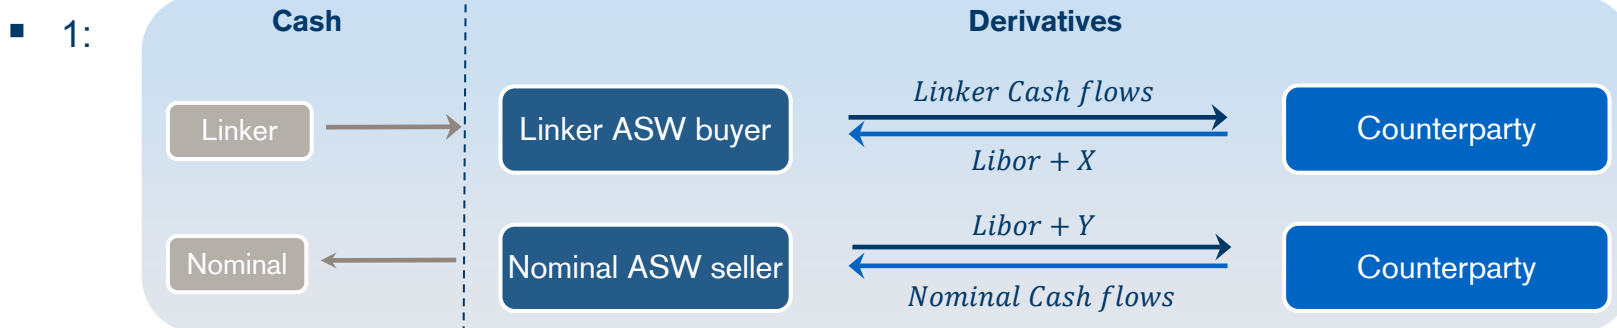 Cash
Derivatives
▪ 1:
Linker
Linker ASW buyer
Linker Cash flows
Libor + X
Counterparty
Nominal
Nominal ASW seller
Libor + Y
Nominal Cash flows
Counterparty